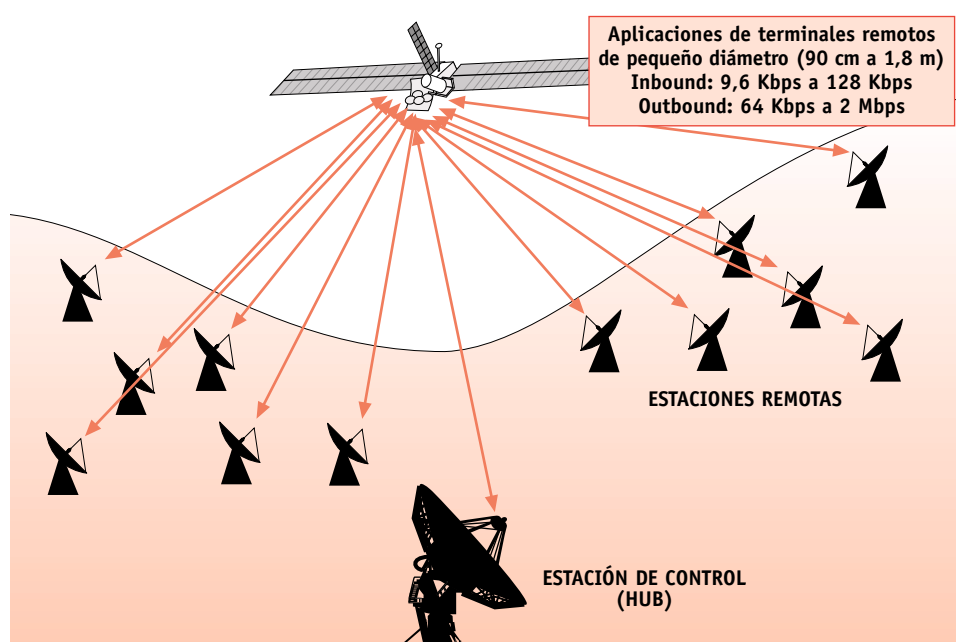 Aplicaciones de terminales remotos
de pequeño diámetro (90 cm a 1,8 m)
Inbound: 9,6 Kbps a 128 Kbps
Outbound: 64 Kbps a 2 Mbps
ESTACIONES REMOTAS
ESTACIÓN DE CONTROL
(HUB)